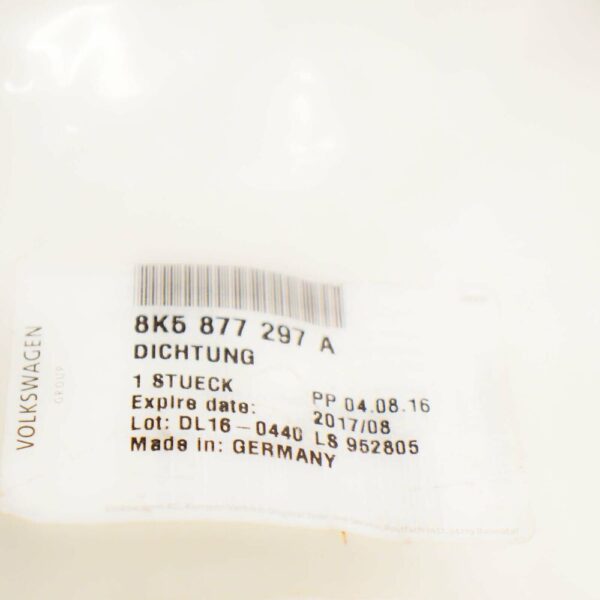 8K5 877 297 A
DICHTUNG
1 STUECK PP 04.08.16
Expire date: 2017/08
Lot: DL16-0440 LS 952805
Made in: GERMANY
VOLKSWAGEN
GROUP